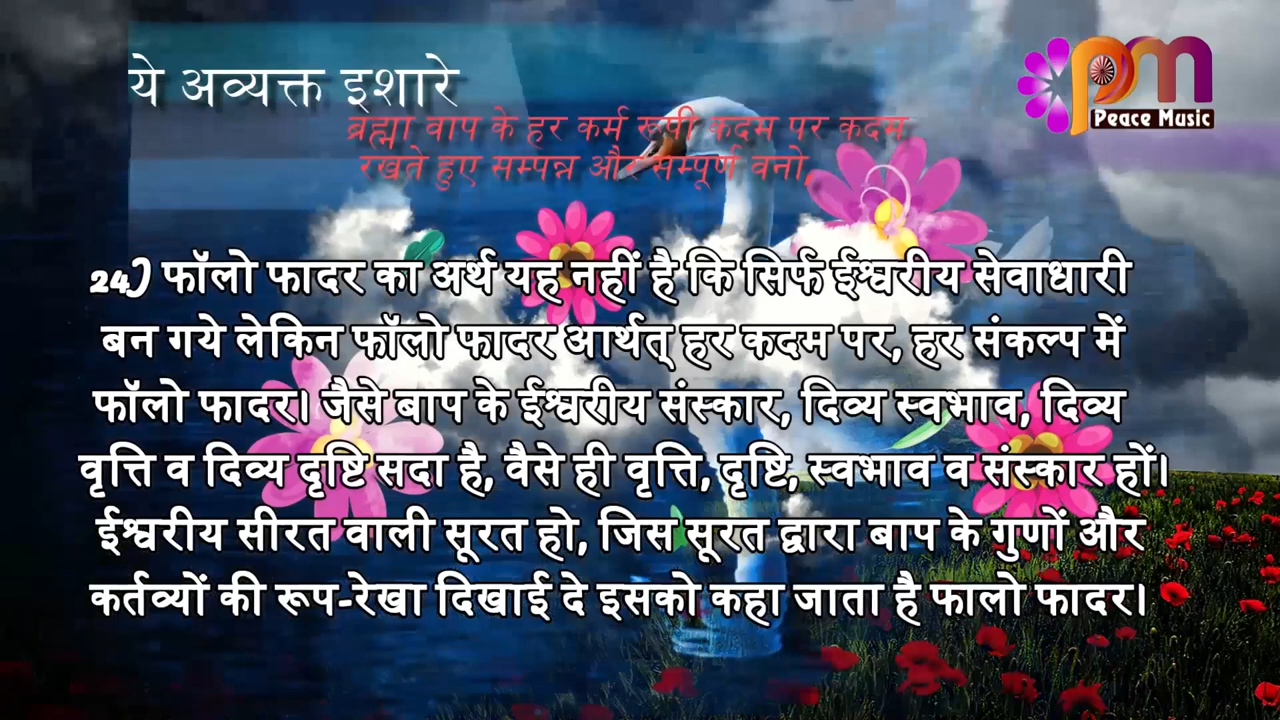 ये अव्यक्त इशारे
pm
Peace Music
ब्रह्मा वाप के हर कर्म रूपी कदम पर कदम
रखते हुए सम्पन्न और सम्पूर्ण वनो,
24) फॉलो फादर का अर्थ यह नहीं है कि सिर्फ ईश्वरीय सेवाधारी
बन गये लेकिन फॉलो फादर आर्थत् हर कदम पर, हर संकल्प में
फॉलो फादर। जैसे बाप के ईश्वरीय संस्कार, दिव्य स्वभाव, दिव्य
वृत्ति व दिव्य दृष्टि सदा है, वैसे ही वृत्ति, दृष्टि, स्वभाव व संस्कार हों।
ईश्वरीय सीरत वाली सूरत हो, जिस सूरत द्वारा बाप के गुणों और
कर्तव्यों की रूप-रेखा दिखाई दे इसको कहा जाता है फालो फादर।